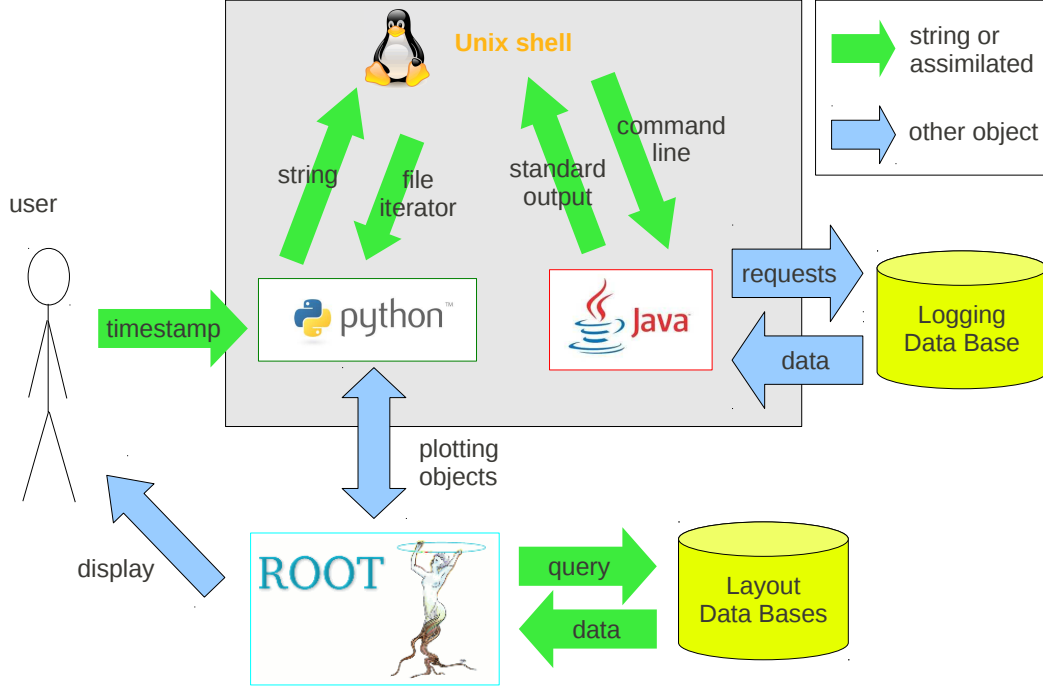 Unix shell
string or
assimilated
other object
command
line
string
file
iterator
standard
output
user
timestamp
python™
Java
requests
data
Logging
Data Base
plotting
objects
display
ROOT
query
data
Layout
Data Bases